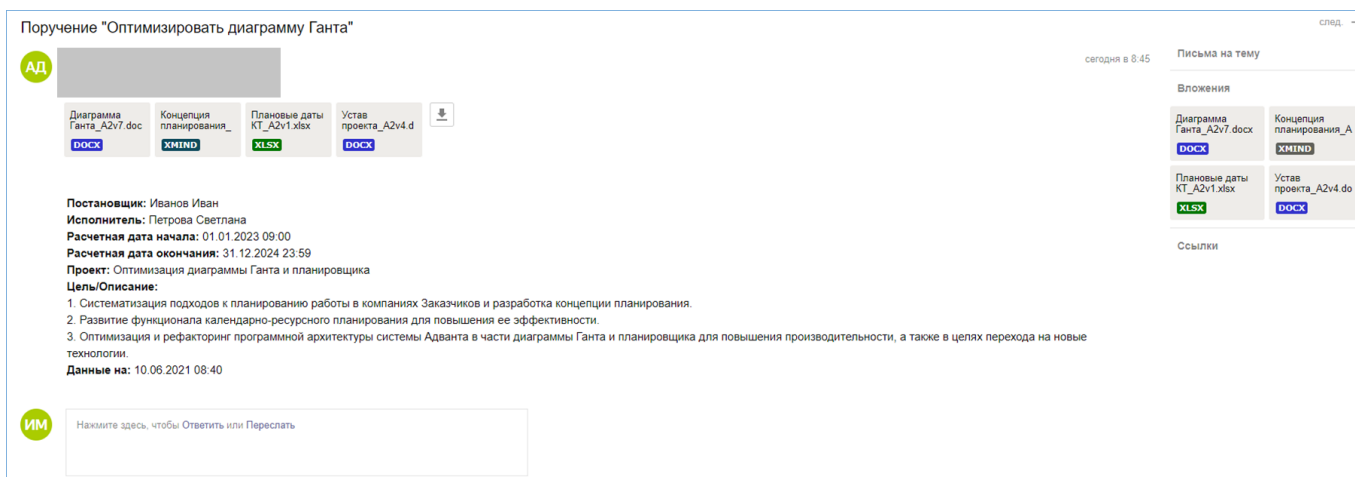 Поручение "Оптимизировать диаграмму Ганта"
след.
АД
сегодня в 8:45
Диаграмма
Ганта_A2v7.doc
DOCX
Концепция
планирования_
XMIND
Плановые даты
КТ_A2v1.xlsx
XLSX
Устав
проекта_A2v4.d
DOCX
Постановщик: Иванов Иван
Исполнитель: Петрова Светлана
Расчетная дата начала: 01.01.2023 09:00
Расчетная дата окончания: 31.12.2024 23:59
Проект: Оптимизация диаграммы Ганта и планировщика
Цель/Описание:
1. Систематизация подходов к планированию работы в компаниях Заказчиков и разработка концепции планирования.
2. Развитие функционала календарно-ресурсного планирования для повышения ее эффективности.
3. Оптимизация и рефакторинг программной архитектуры системы Адванта в части диаграммы Ганта и планировщика для повышения производительности, а также в целях перехода на новые
технологии.
Данные на: 10.06.2021 08:40
ИМ
Нажмите здесь, чтобы Ответить или Переслать
Письма на тему
Вложения
Диаграмма
Ганта_A2v7.docx
DOCX
Концепция
планирования_A
XMIND
Плановые даты
КТ_A2v1.xlsx
XLSX
Устав
проекта_A2v4.do
DOCX
Ссылки